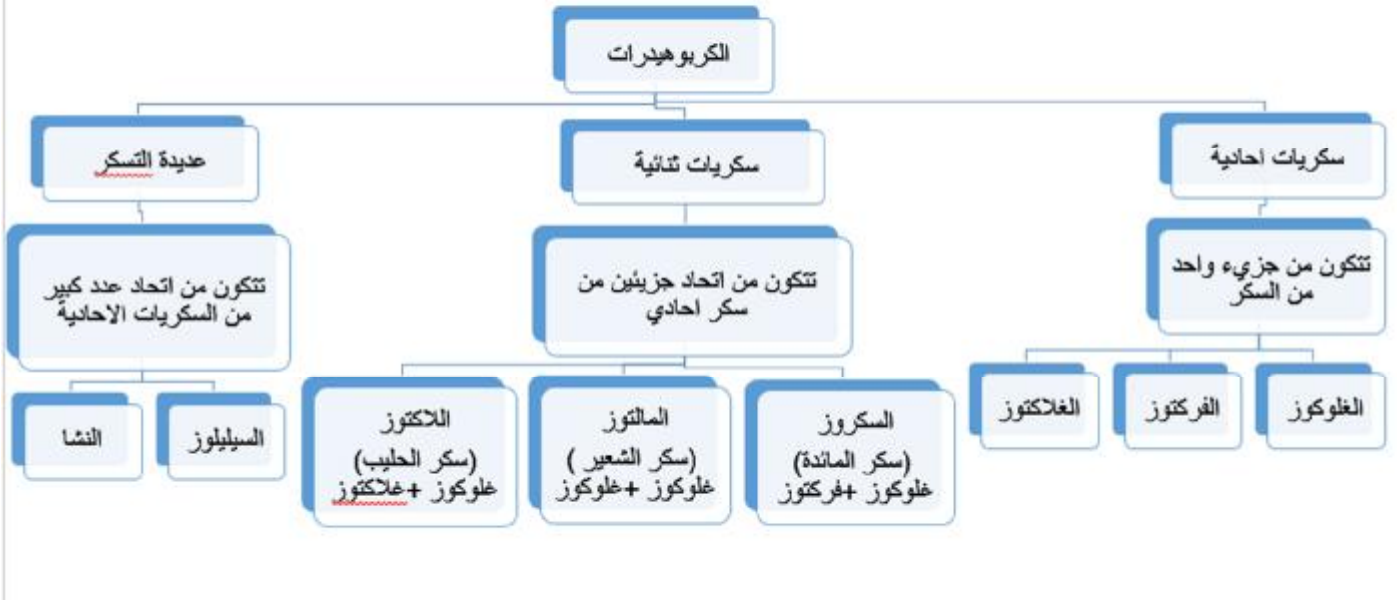 الكربوهيدرات
سكريات احادية
سكريات ثنائية
عديدة التسكر
تتكون من جزيء واحد
من السكر
تتكون من اتحاد جزيئين من
سكر احادي
تتكون من اتحاد عدد كبير
من السكريات الاحادية
الغلوكوز
الفركتوز
الغلاكتوز
السكروز
(سكر المائدة)
غلوكوز +فركتوز
المالتوز
(سكر الشعير )
غلوكوز +غلوكوز
اللاكتوز
(سكر الحليب)
غلوكوز +غلاكتوز
السيليلوز
النشا